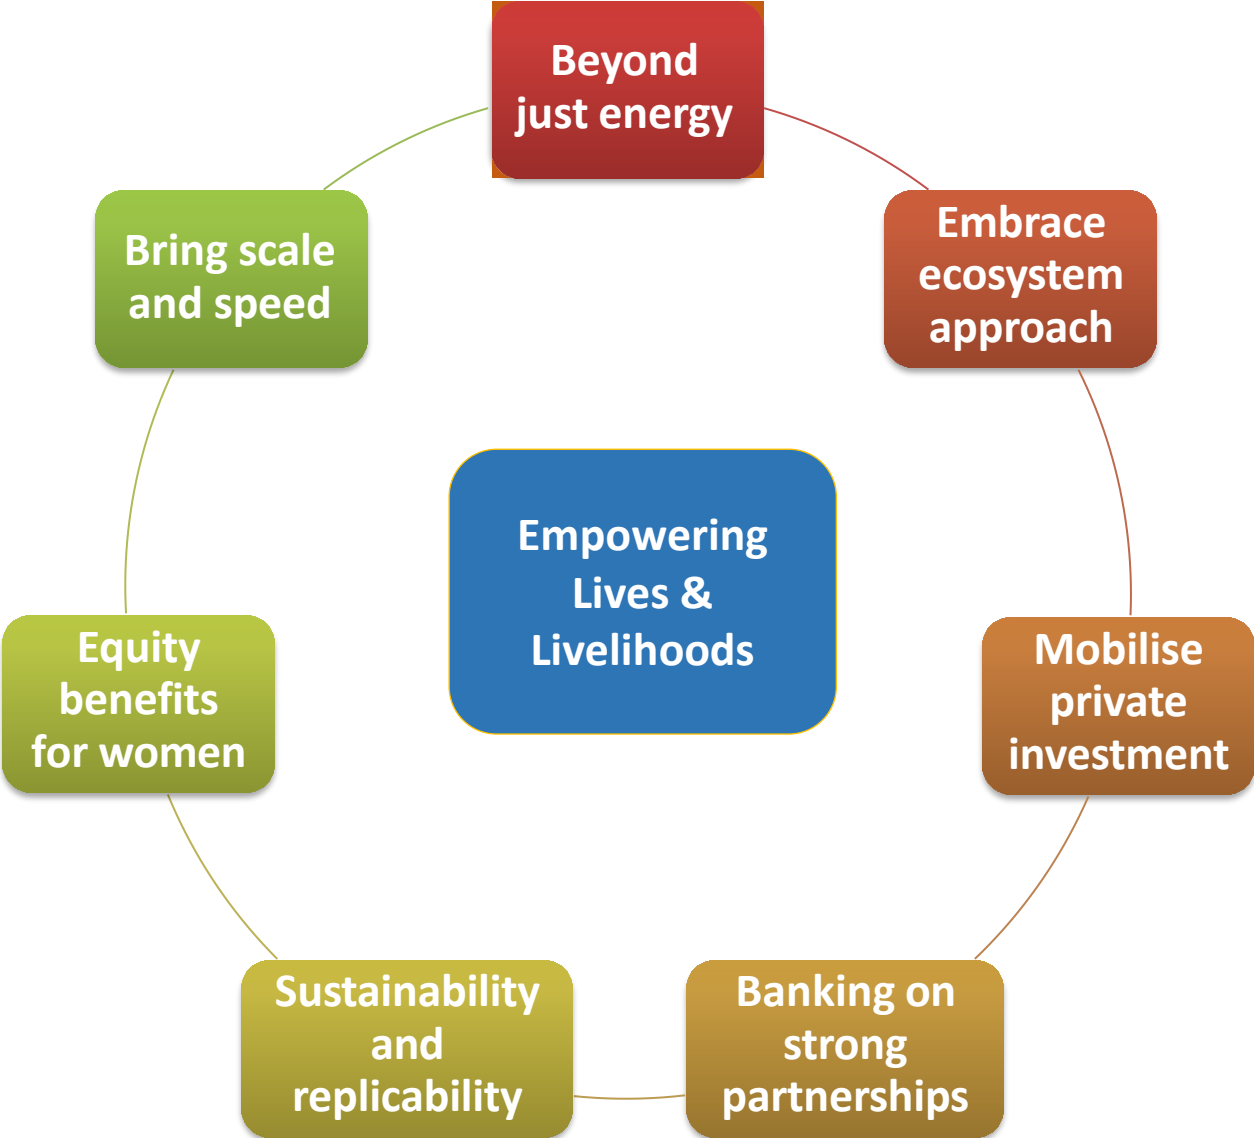 Beyond
just energy
Embrace
ecosystem
approach
Mobilise
private
investment
Banking on
strong
partnerships
Sustainability
and
replicability
Equity
benefits
for women
Bring scale
and speed
Empowering
Lives &
Livelihoods